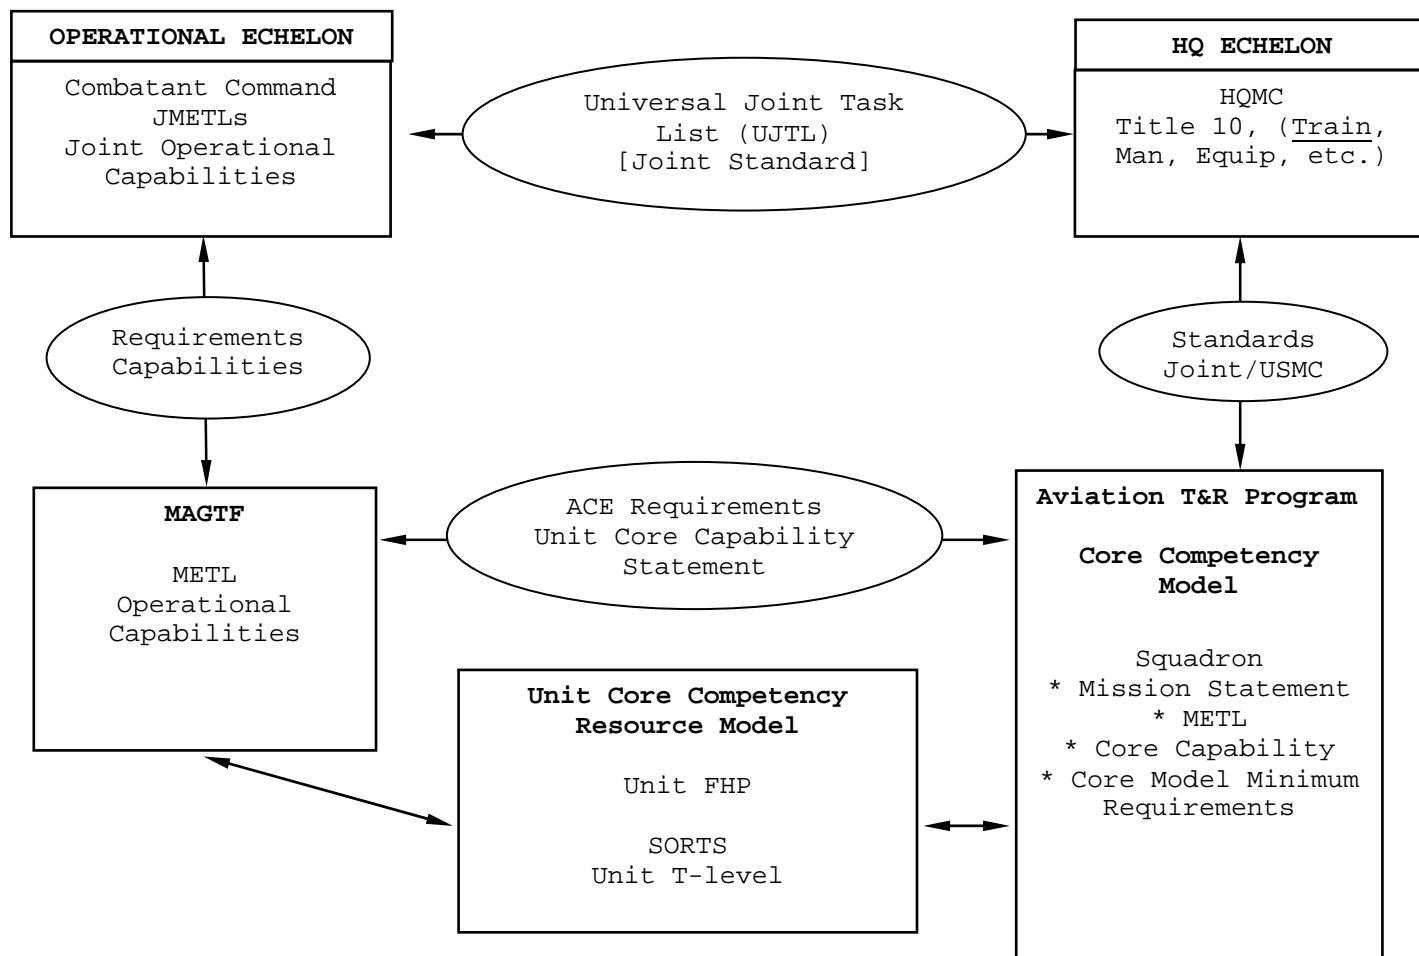 OPERATIONAL ECHELON
Combatant Command
JMETLs
Joint Operational
Capabilities
Universal Joint Task
List (UJTL)
[Joint Standard]
HQ ECHELON
HQMC
Title 10, (Train,
Man, Equip, etc.)
Requirements
Capabilities
Standards
Joint/USMC
MAGTF
METL
Operational
Capabilities
ACE Requirements
Unit Core Capability
Statement
Aviation T&R Program
Core Competency
Model
Squadron
* Mission Statement
* METL
* Core Capability
* Core Model Minimum
Requirements
Unit Core Competency
Resource Model
Unit FHP
SORTS
Unit T-level